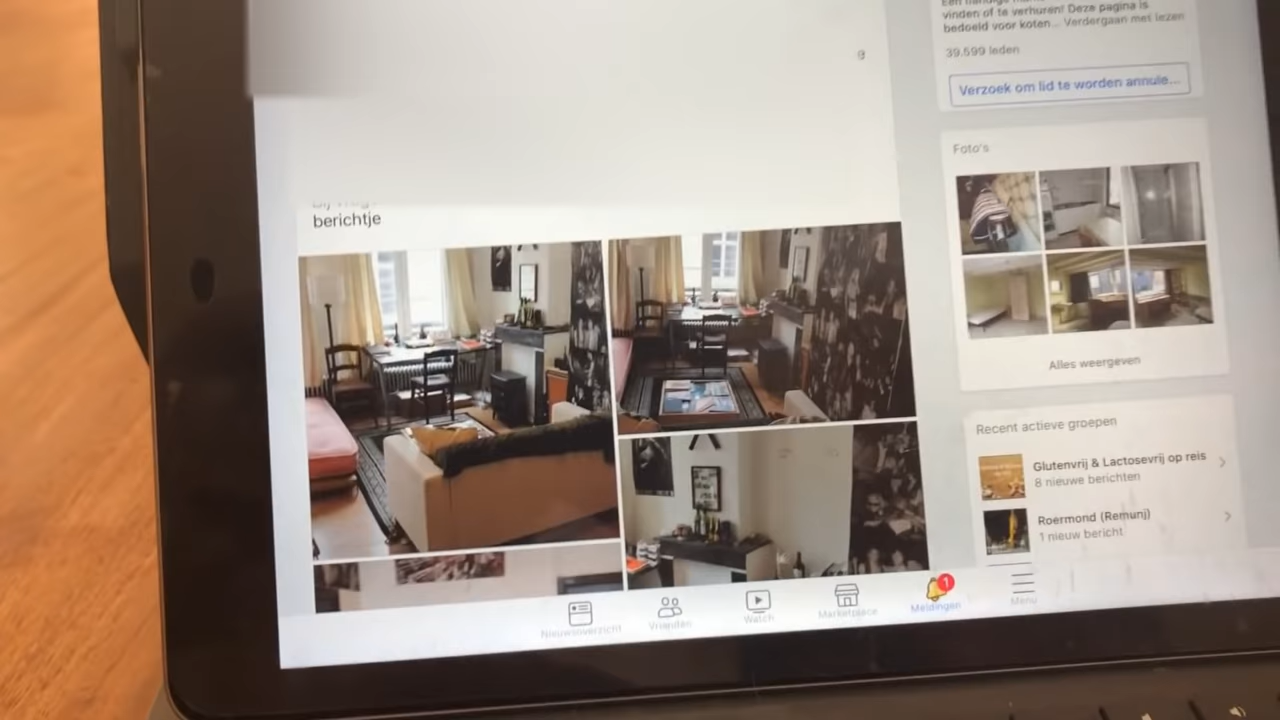 vinden of te verhuren! Deze pagina is
bedoeld voor koten... Verdergaan met lezen
39.599 leden
Verzoek om lid te worden annule...
berichtje
Foto's
Alles weergeven
Recent actieve groepen
Glutenvrij & Lactosevrij op reis
8 nieuwe berichten
Roermond (Remunj)
1 nieuw bericht
Nieuwsoverzicht
Vrienden
Watch
Marketplace
1
Meldingen
Menu